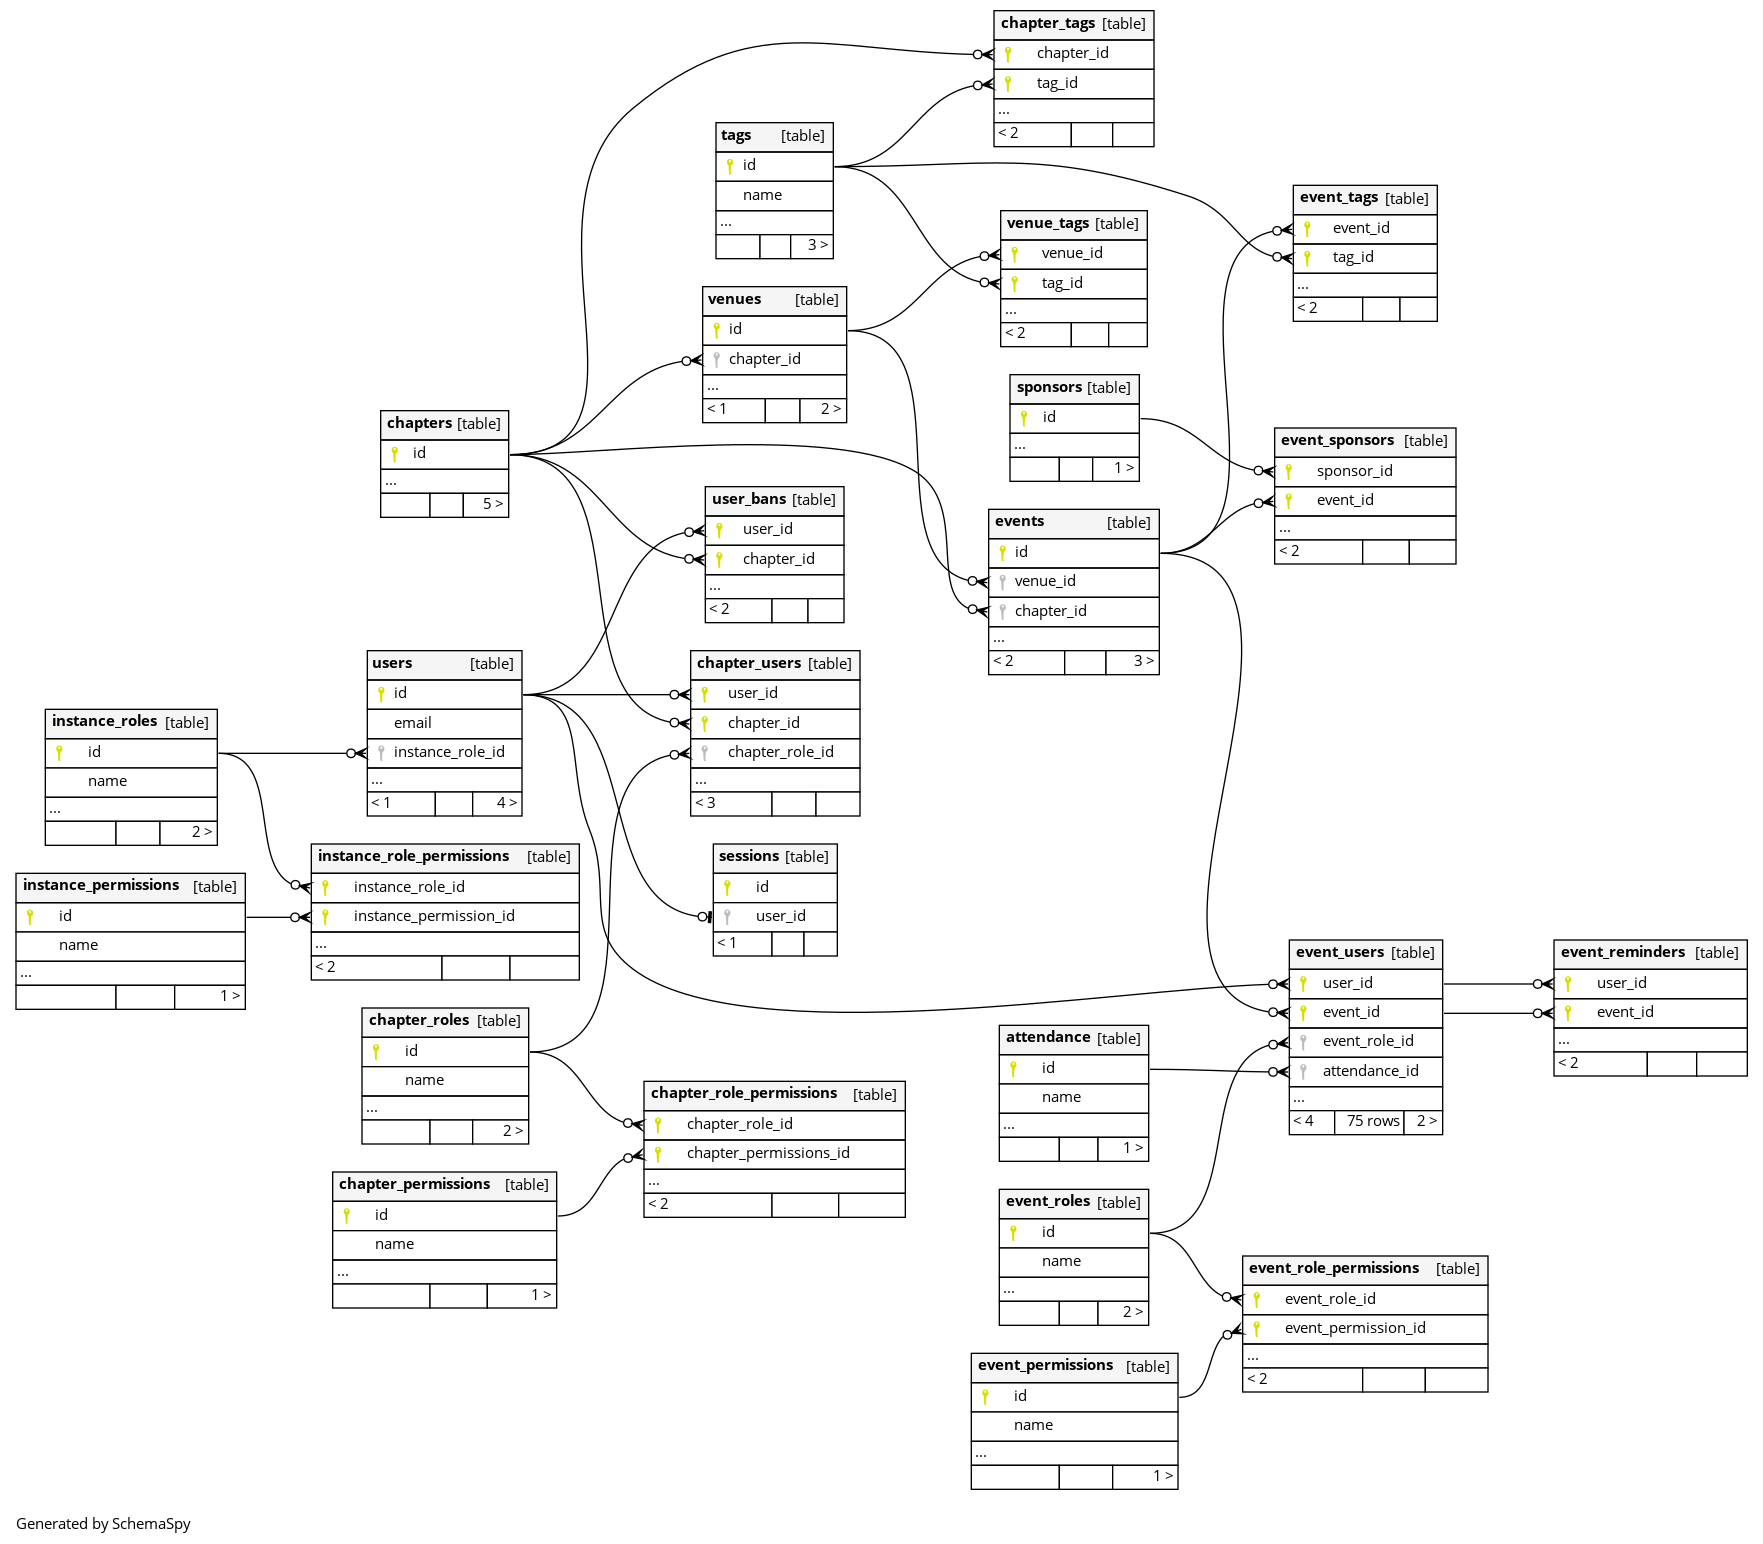 chapter_tags [table]
chapter_id
tag_id
...
< 2
tags [table]
id
name
...
3 >
event_tags [table]
event_id
tag_id
...
< 2
venue_tags [table]
venue_id
tag_id
...
< 2
venues [table]
id
chapter_id
...
< 1 2 >
sponsors [table]
id
...
1 >
chapters [table]
id
...
5 >
event_sponsors [table]
sponsor_id
event_id
...
< 2
user_bans [table]
user_id
chapter_id
...
< 2
events [table]
id
venue_id
chapter_id
...
< 2 3 >
users [table]
id
email
instance_role_id
...
< 1 4 >
chapter_users [table]
user_id
chapter_id
chapter_role_id
...
< 3
instance_roles [table]
id
name
...
2 >
instance_role_permissions [table]
instance_role_id
instance_permission_id
...
< 2
sessions [table]
id
user_id
< 1
instance_permissions [table]
id
name
...
1 >
event_users [table]
user_id
event_id
event_role_id
attendance_id
...
< 4 75 rows 2 >
event_reminders [table]
user_id
event_id
...
< 2
chapter_roles [table]
id
name
...
2 >
attendance [table]
id
name
...
1 >
chapter_role_permissions [table]
chapter_role_id
chapter_permissions_id
...
< 2
chapter_permissions [table]
id
name
...
1 >
event_roles [table]
id
name
...
2 >
event_role_permissions [table]
event_role_id
event_permission_id
...
< 2
event_permissions [table]
id
name
...
1 >
Generated by SchemaSpy